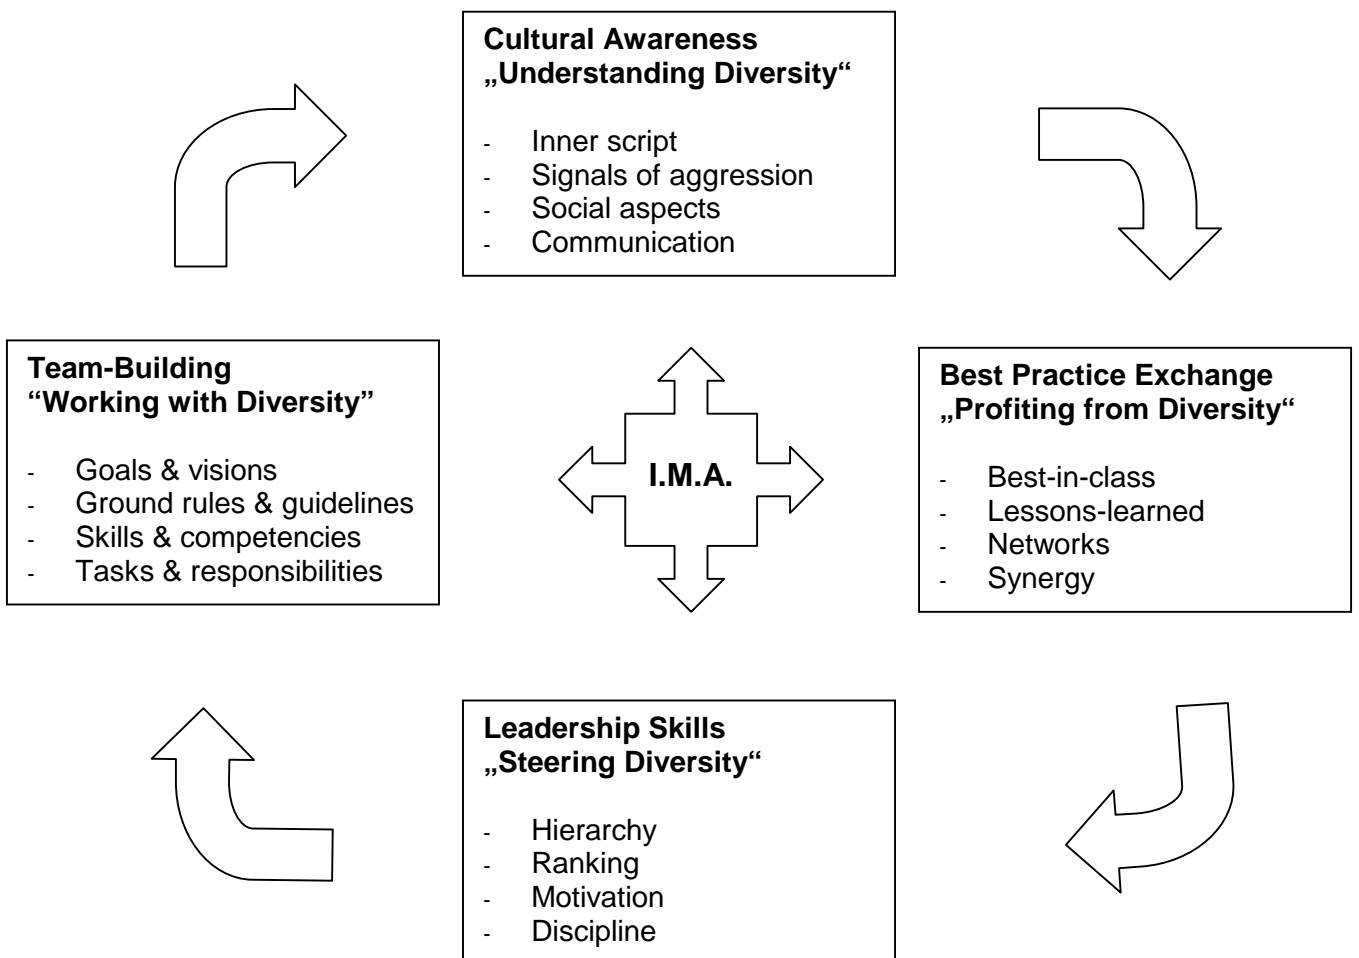 Cultural Awareness
„Understanding Diversity“
- Inner script
- Signals of aggression
- Social aspects
- Communication
Team-Building
“Working with Diversity”
- Goals & visions
- Ground rules & guidelines
- Skills & competencies
- Tasks & responsibilities
I.M.A.
Best Practice Exchange
„Profiting from Diversity“
- Best-in-class
- Lessons-learned
- Networks
- Synergy
Leadership Skills
„Steering Diversity“
- Hierarchy
- Ranking
- Motivation
- Discipline